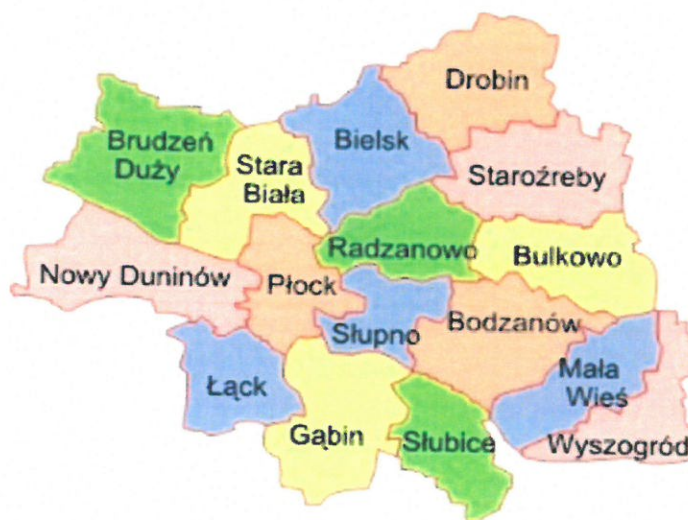 Drobin
Brudzeń
Duży
Bielsk
Stara
Biała
Staroźreby
Radzanowo
Bulkowo
Nowy Duninów
Płock
Słupno
Bodzanów
Łąck
Mała
Wieś
Gąbin
Słubice
Wyszogród